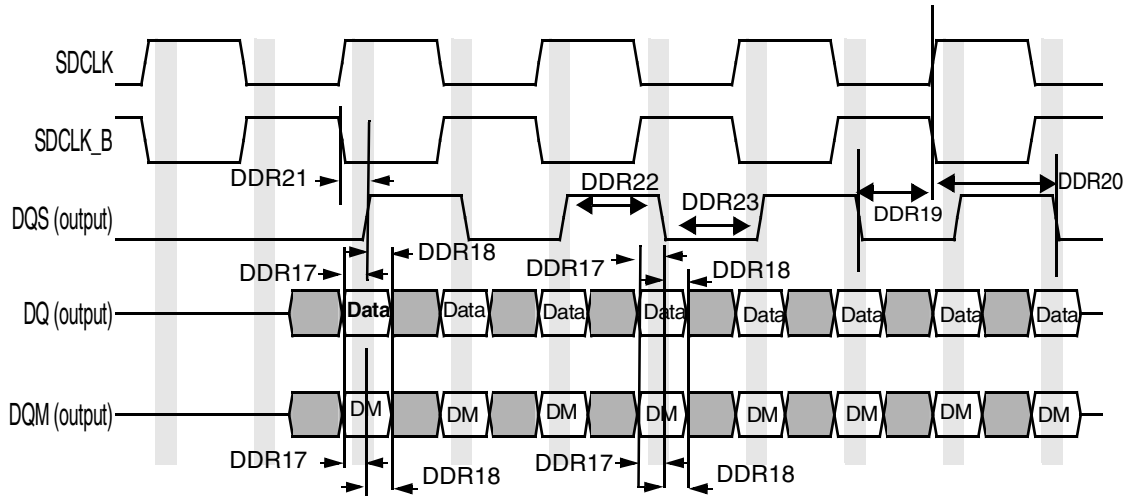 SDCLK
SDCLK_B
DDR21
DDR22
DDR20
DDR23
DDR19
DQS (output)
DDR18
DDR17
DDR17
DDR18
DQ (output)
Data Data Data Data Data Data Data Data
DQM (output)
DM DM DM DM DM DM DM DM
DDR17
DDR18
DDR17
DDR18